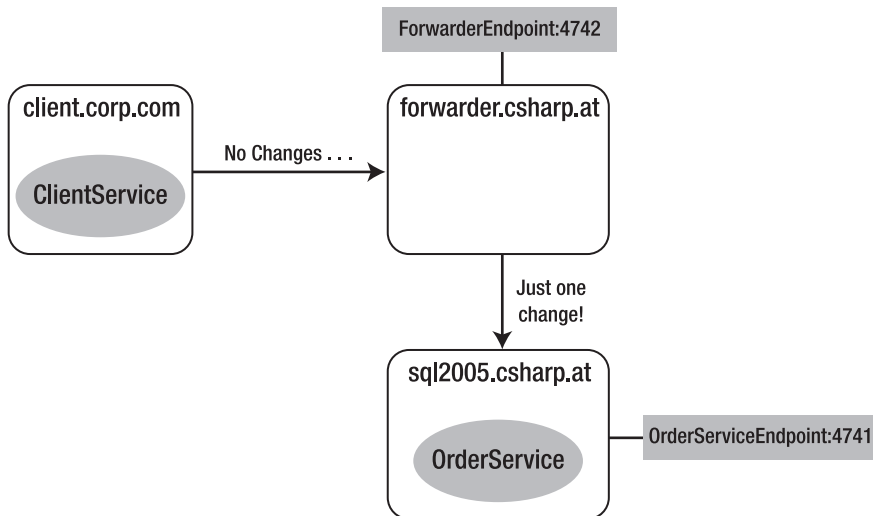 ForwarderEndpoint:4742
client.corp.com
forwarder.csharp.at
No Changes . . .
ClientService
Just one
change!
sql2005.csharp.at
OrderServiceEndpoint:4741
OrderService